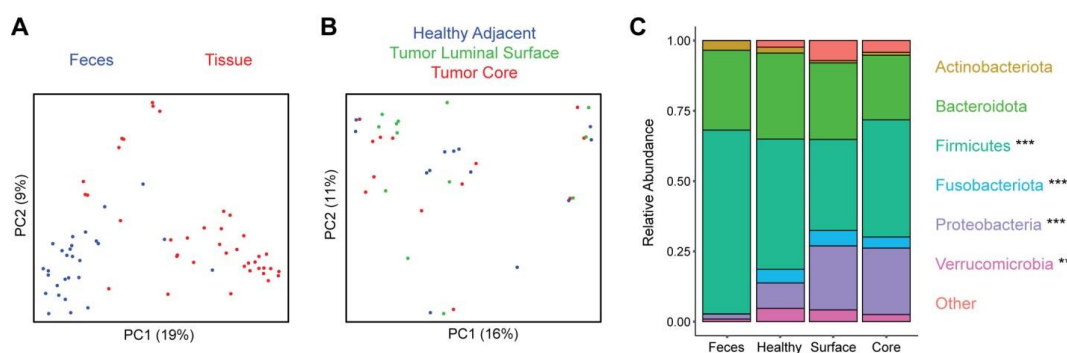 A
Feces Tissue
PC2 (9%)
PC1 (19%)
B
Healthy Adjacent
Tumor Luminal Surface
Tumor Core
PC2 (11%)
PC1 (16%)
C
Relative Abundance
1.00
0.75
0.50
0.25
0.00
Feces Healthy Surface Core
Actinobacteriota
Bacteroidota
Firmicutes ***
Fusobacteriota ***
Proteobacteria ***
Verrucomicrobia **
Other